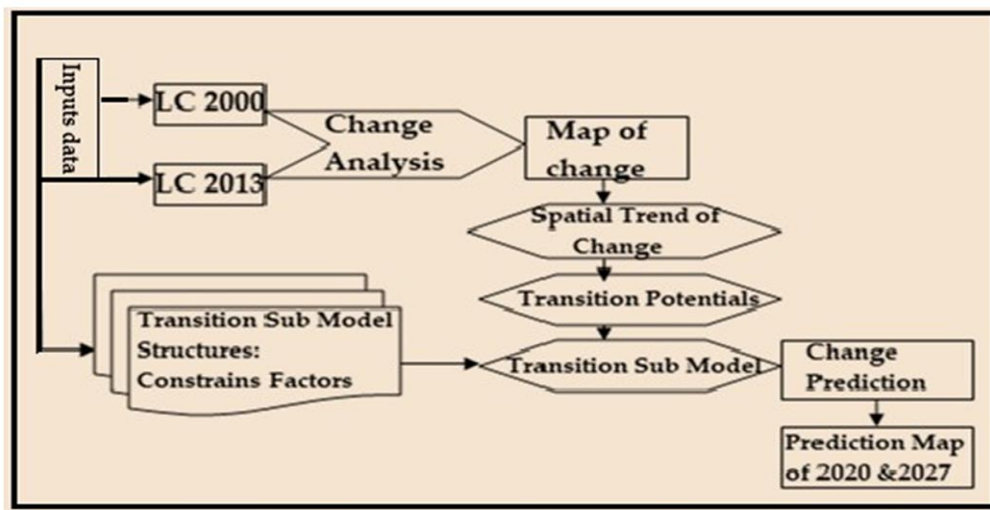 Inputs data
LC 2000
LC 2013
Change
Analysis
Map of
change
Spatial Trend of
Change
Transition Potentials
Transition Sub Model
Structures:
Constrains Factors
Transition Sub Model
Change
Prediction
Prediction Map
of 2020 &2027